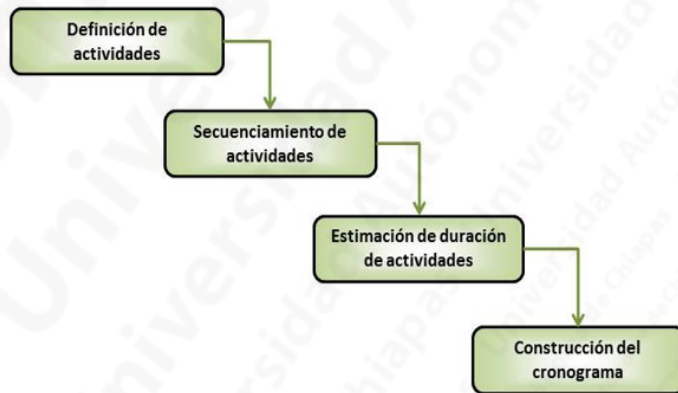 Definición de
actividades
Secuenciamiento de
actividades
Estimación de duración
de actividades
Construcción del
cronograma